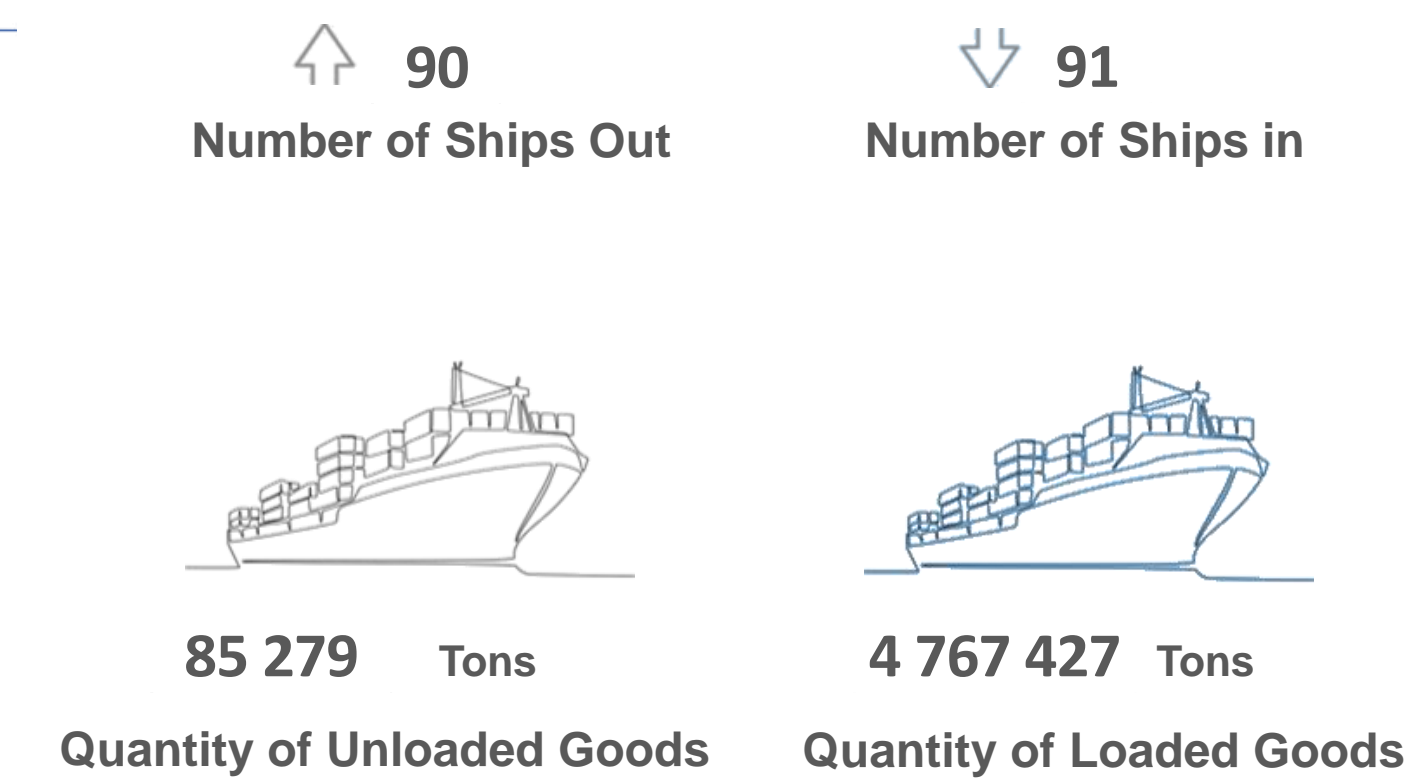 90
Number of Ships Out
91
Number of Ships in
85 279 Tons
Quantity of Unloaded Goods
4 767 427 Tons
Quantity of Loaded Goods